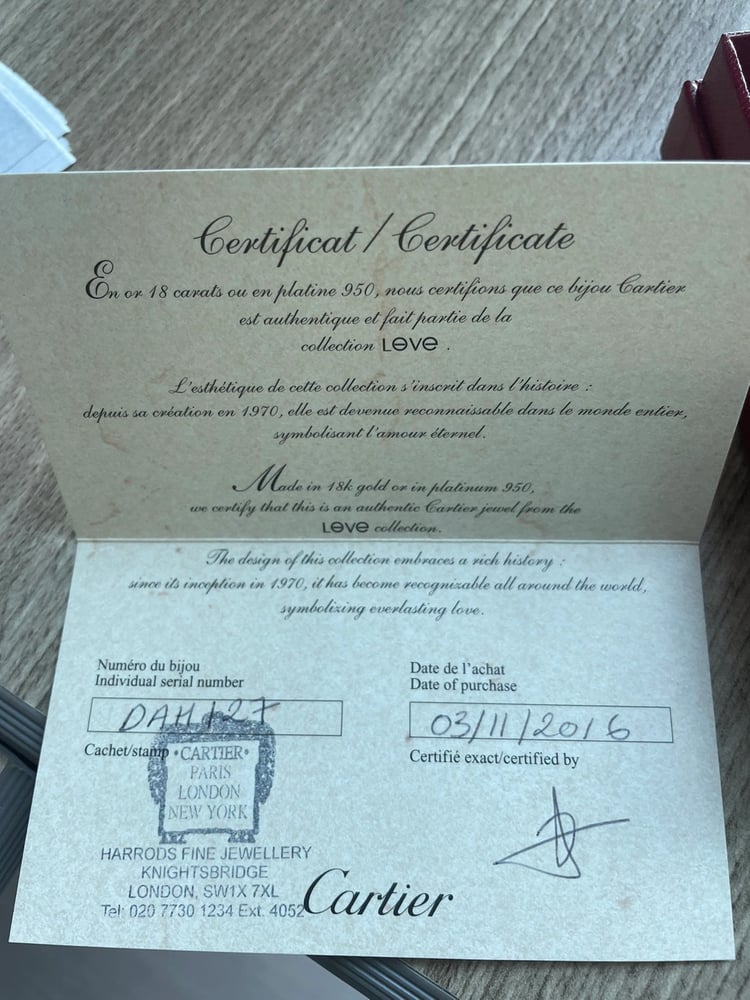 Certificat / Certificate
En or 18 carats ou en platine 950, nous certifions que ce bijou Cartier
est authentique et fait partie de la
collection LOVE .
L'esthétique de cette collection s'inscrit dans l'histoire :
depuis sa création en 1970, elle est devenue reconnaissable dans le monde entier,
symbolisant l'amour éternel.
Made in 18k gold or in platinum 950,
we certify that this is an authentic Cartier jewel from the
LOVE collection.
The design of this collection embraces a rich history :
since its inception in 1970, it has become recognizable all around the world,
symbolizing everlasting love.
Numéro du bijou
Individual serial number
DAH127
Date de l'achat
Date of purchase
03/11/2016
Cachet/stamp
Certifié exact/certified by
•CARTIER•
PARIS
LONDON
NEW YORK
HARRODS FINE JEWELLERY
KNIGHTSBRIDGE
LONDON, SW1X 7XL
Tel: 020 7730 1234 Ext. 4052
Cartier